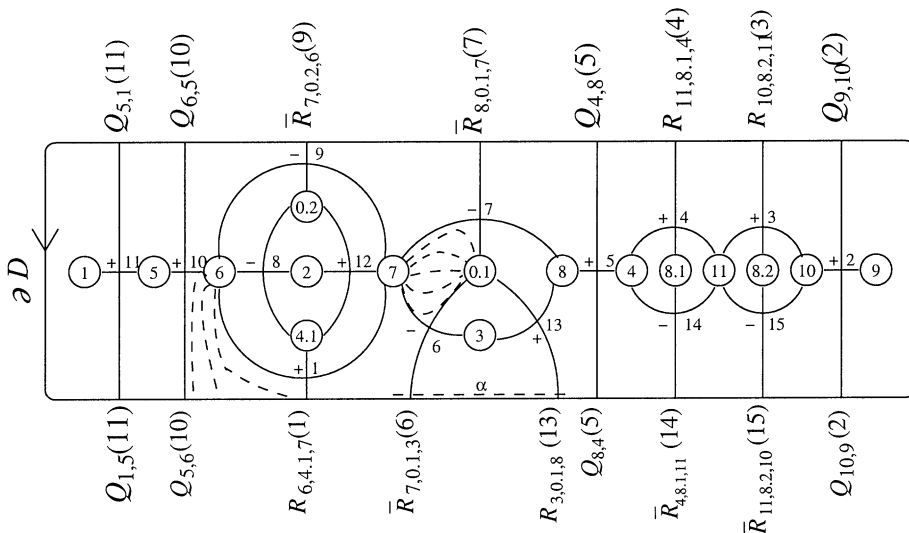 Q5,1(11)
Q6,5(10)
R̅7,0.2,6(9)
R̅8,0.1,7(7)
Q4,8(5)
R11,8.1,4(4)
R10,8.2,11(3)
Q9,10(2)
− 9
− 7
+ 4
+ 3
0.2
∂D
1
+ 11
5
+ 10
6
− 8
2
+ 12
7
0.1
8
+ 5
4
8.1
11
8.2
10
+ 2
9
4.1
3
− 6
+ 13
− 14
− 15
+ 1
α
Q1,5(11)
Q5,6(10)
R6,4.1,7(1)
R̅7,0.1,3(6)
R3,0.1,8 (13)
Q8,4(5)
R̅4,8.1,11(14)
R̅11,8.2,10(15)
Q10,9(2)